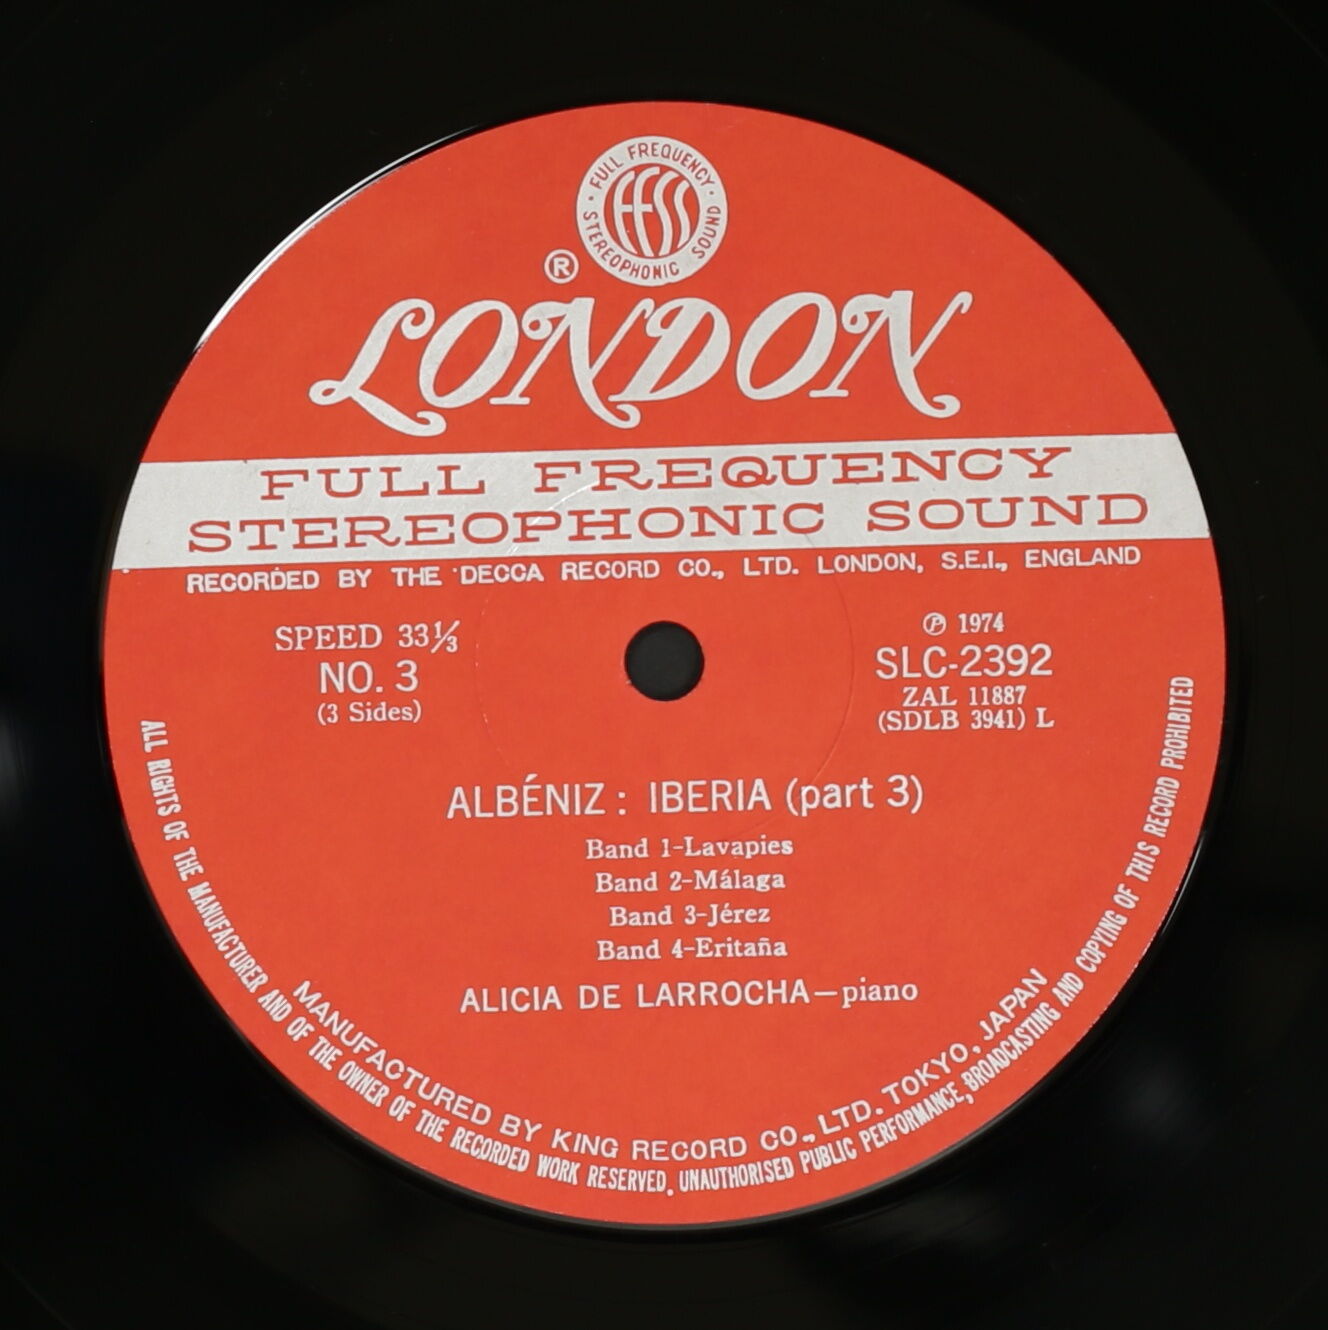 FULL FREQUENCY
FFSS
STEREOPHONIC SOUND
®
LONDON
FULL FREQUENCY
STEREOPHONIC SOUND
RECORDED BY THE DECCA RECORD CO., LTD. LONDON, S.E.I., ENGLAND
SPEED 33⅓
NO. 3
(3 Sides)
℗ 1974
SLC-2392
ZAL 11887
(SDLB 3941) L
ALBÉNIZ: IBERIA (part 3)
Band 1-Lavapies
Band 2-Málaga
Band 3-Jérez
Band 4-Eritaña
ALICIA DE LARROCHA—piano
MANUFACTURED BY KING RECORD CO., LTD. TOKYO, JAPAN
ALL RIGHTS OF THE MANUFACTURER AND OF THE OWNER OF THE RECORDED WORK RESERVED. UNAUTHORISED PUBLIC PERFORMANCE, BROADCASTING AND COPYING OF THIS RECORD PROHIBITED